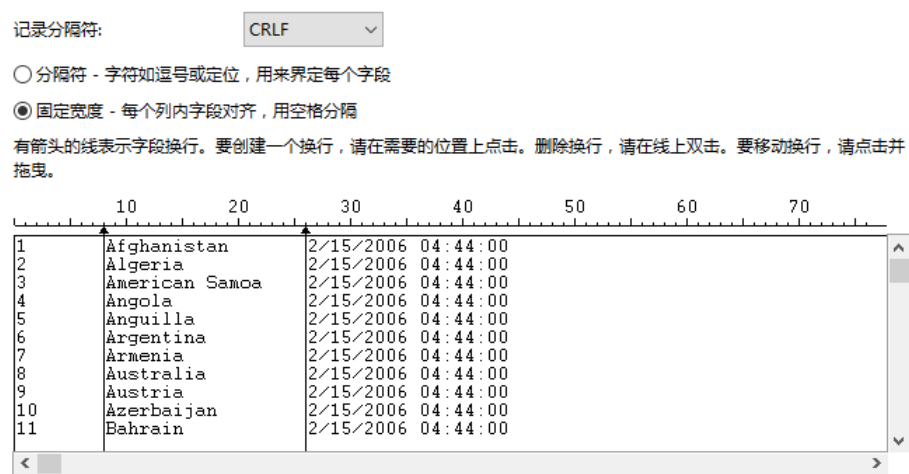 记录分隔符: CRLF
分隔符 - 字符如逗号或定位，用来界定每个字段
固定宽度 - 每个列内字段对齐，用空格分隔
有箭头的线表示字段换行。要创建一个换行，请在需要的位置上点击。删除换行，请在线上双击。要移动换行，请点击并
拖曳。
10 20 30 40 50 60 70
1 Afghanistan 2/15/2006 04:44:00
2 Algeria 2/15/2006 04:44:00
3 American Samoa 2/15/2006 04:44:00
4 Angola 2/15/2006 04:44:00
5 Anguilla 2/15/2006 04:44:00
6 Argentina 2/15/2006 04:44:00
7 Armenia 2/15/2006 04:44:00
8 Australia 2/15/2006 04:44:00
9 Austria 2/15/2006 04:44:00
10 Azerbaijan 2/15/2006 04:44:00
11 Bahrain 2/15/2006 04:44:00